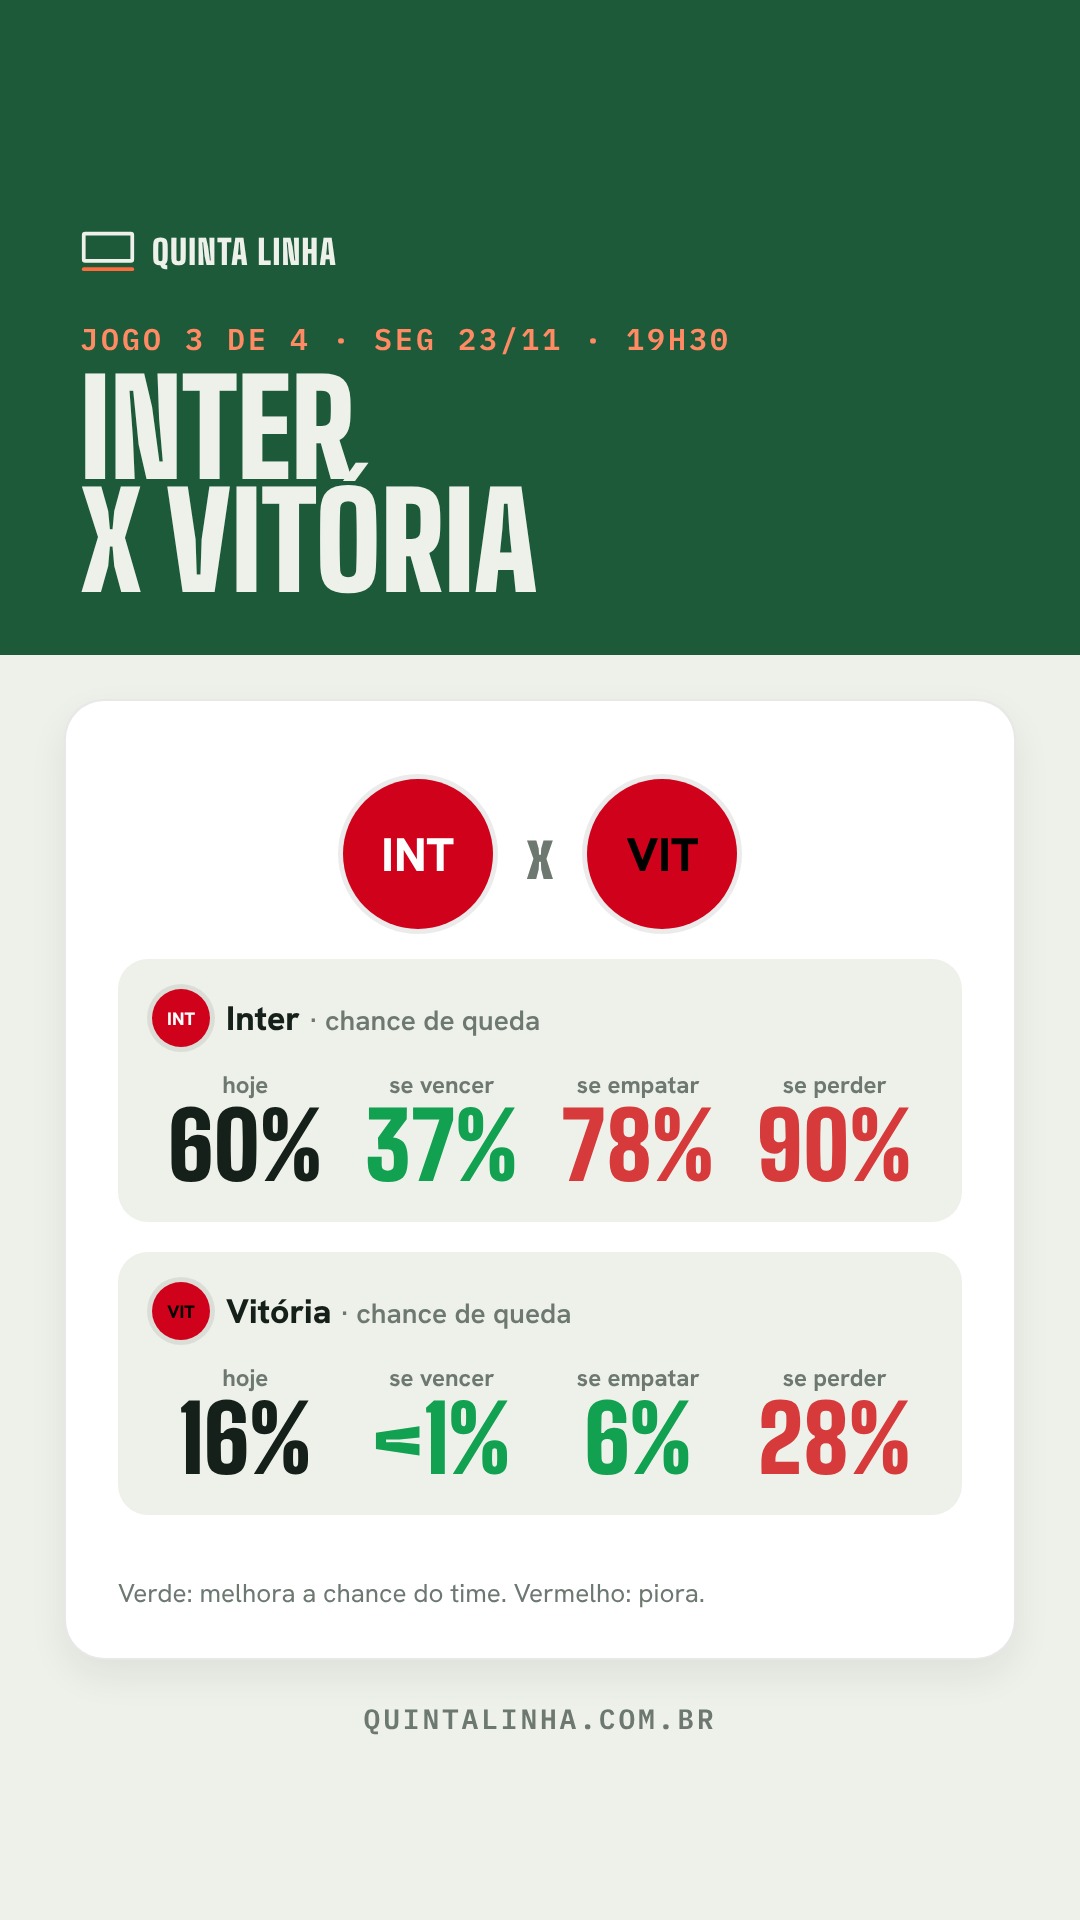 QUINTA LINHA
JOGO 3 DE 4 · SEG 23/11 · 19H30
INTER
X VITÓRIA
INT X VIT
INT Inter · chance de queda
hoje se vencer se empatar se perder
60% 37% 78% 90%
VIT Vitória · chance de queda
hoje se vencer se empatar se perder
16% <1% 6% 28%
Verde: melhora a chance do time. Vermelho: piora.
QUINTALINHA.COM.BR